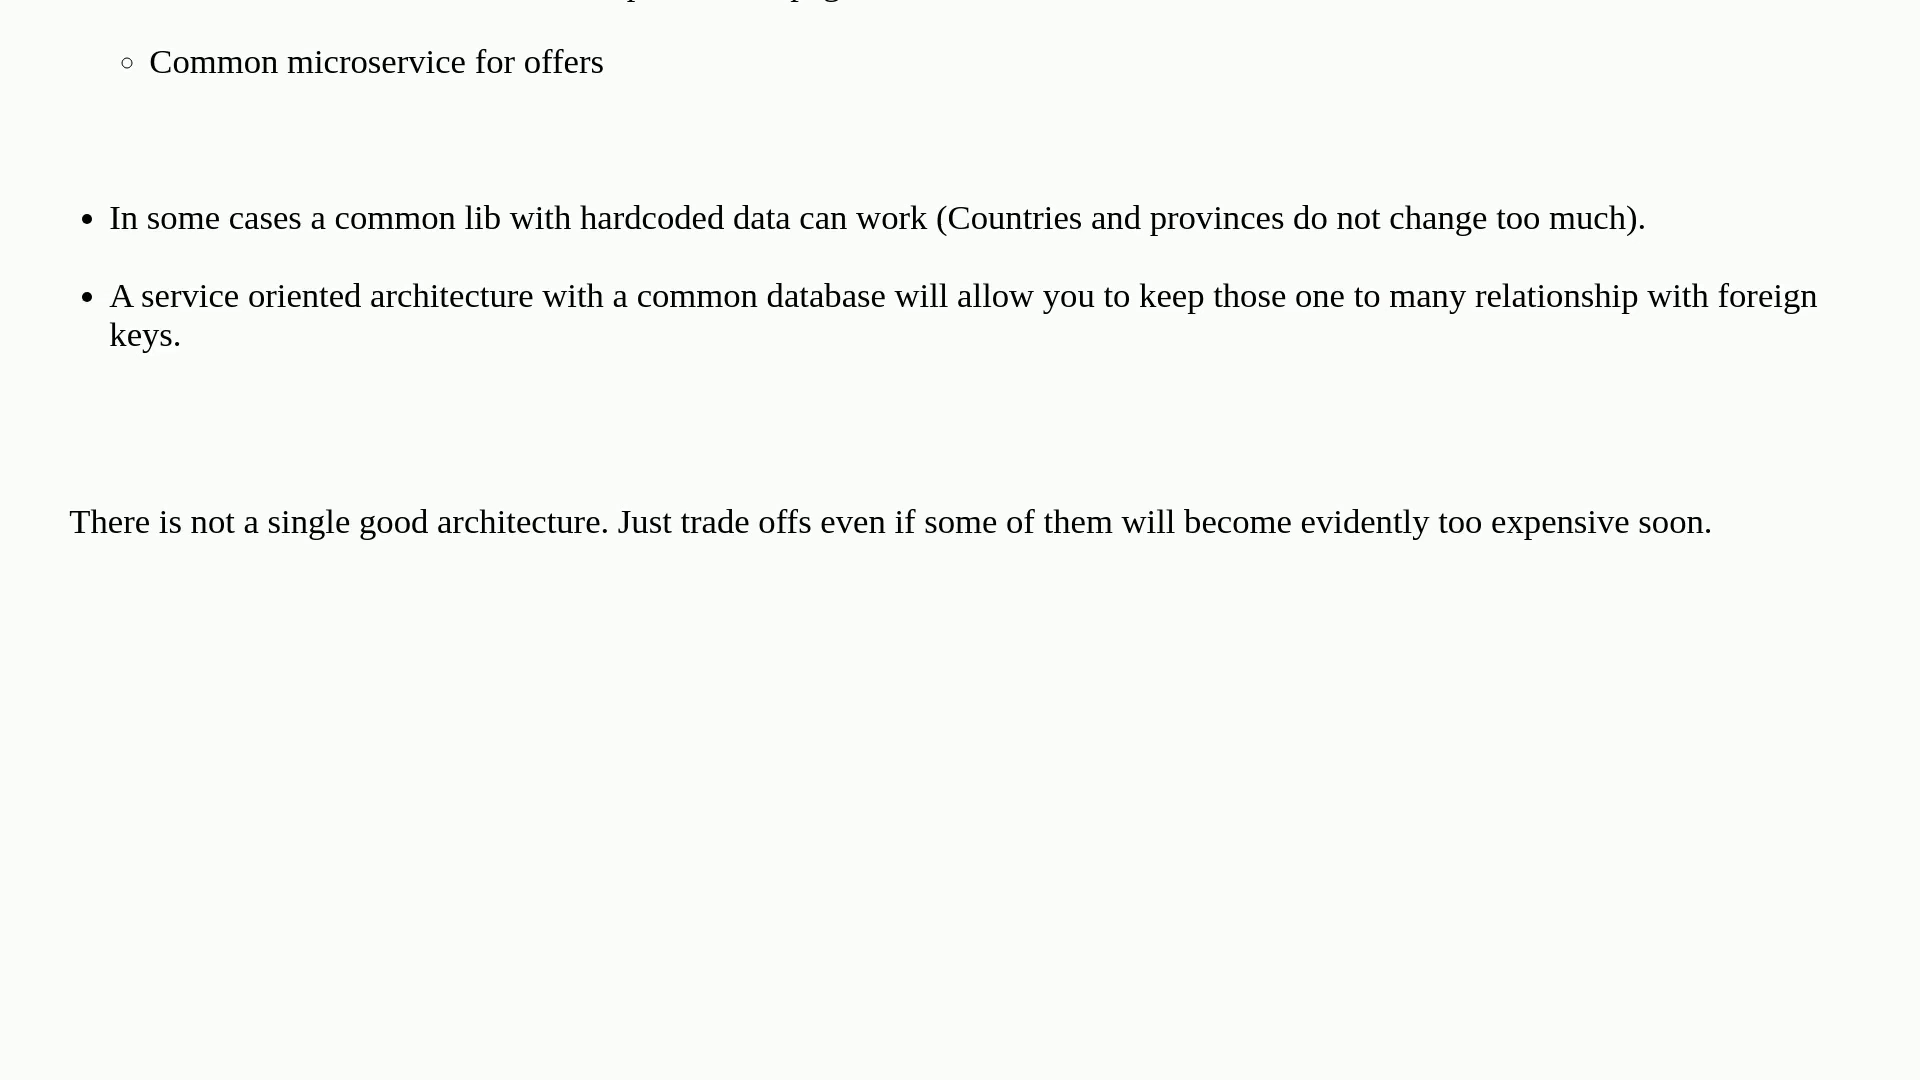 Common microservice for offers
In some cases a common lib with hardcoded data can work (Countries and provinces do not change too much).
A service oriented architecture with a common database will allow you to keep those one to many relationship with foreign
keys.
There is not a single good architecture. Just trade offs even if some of them will become evidently too expensive soon.